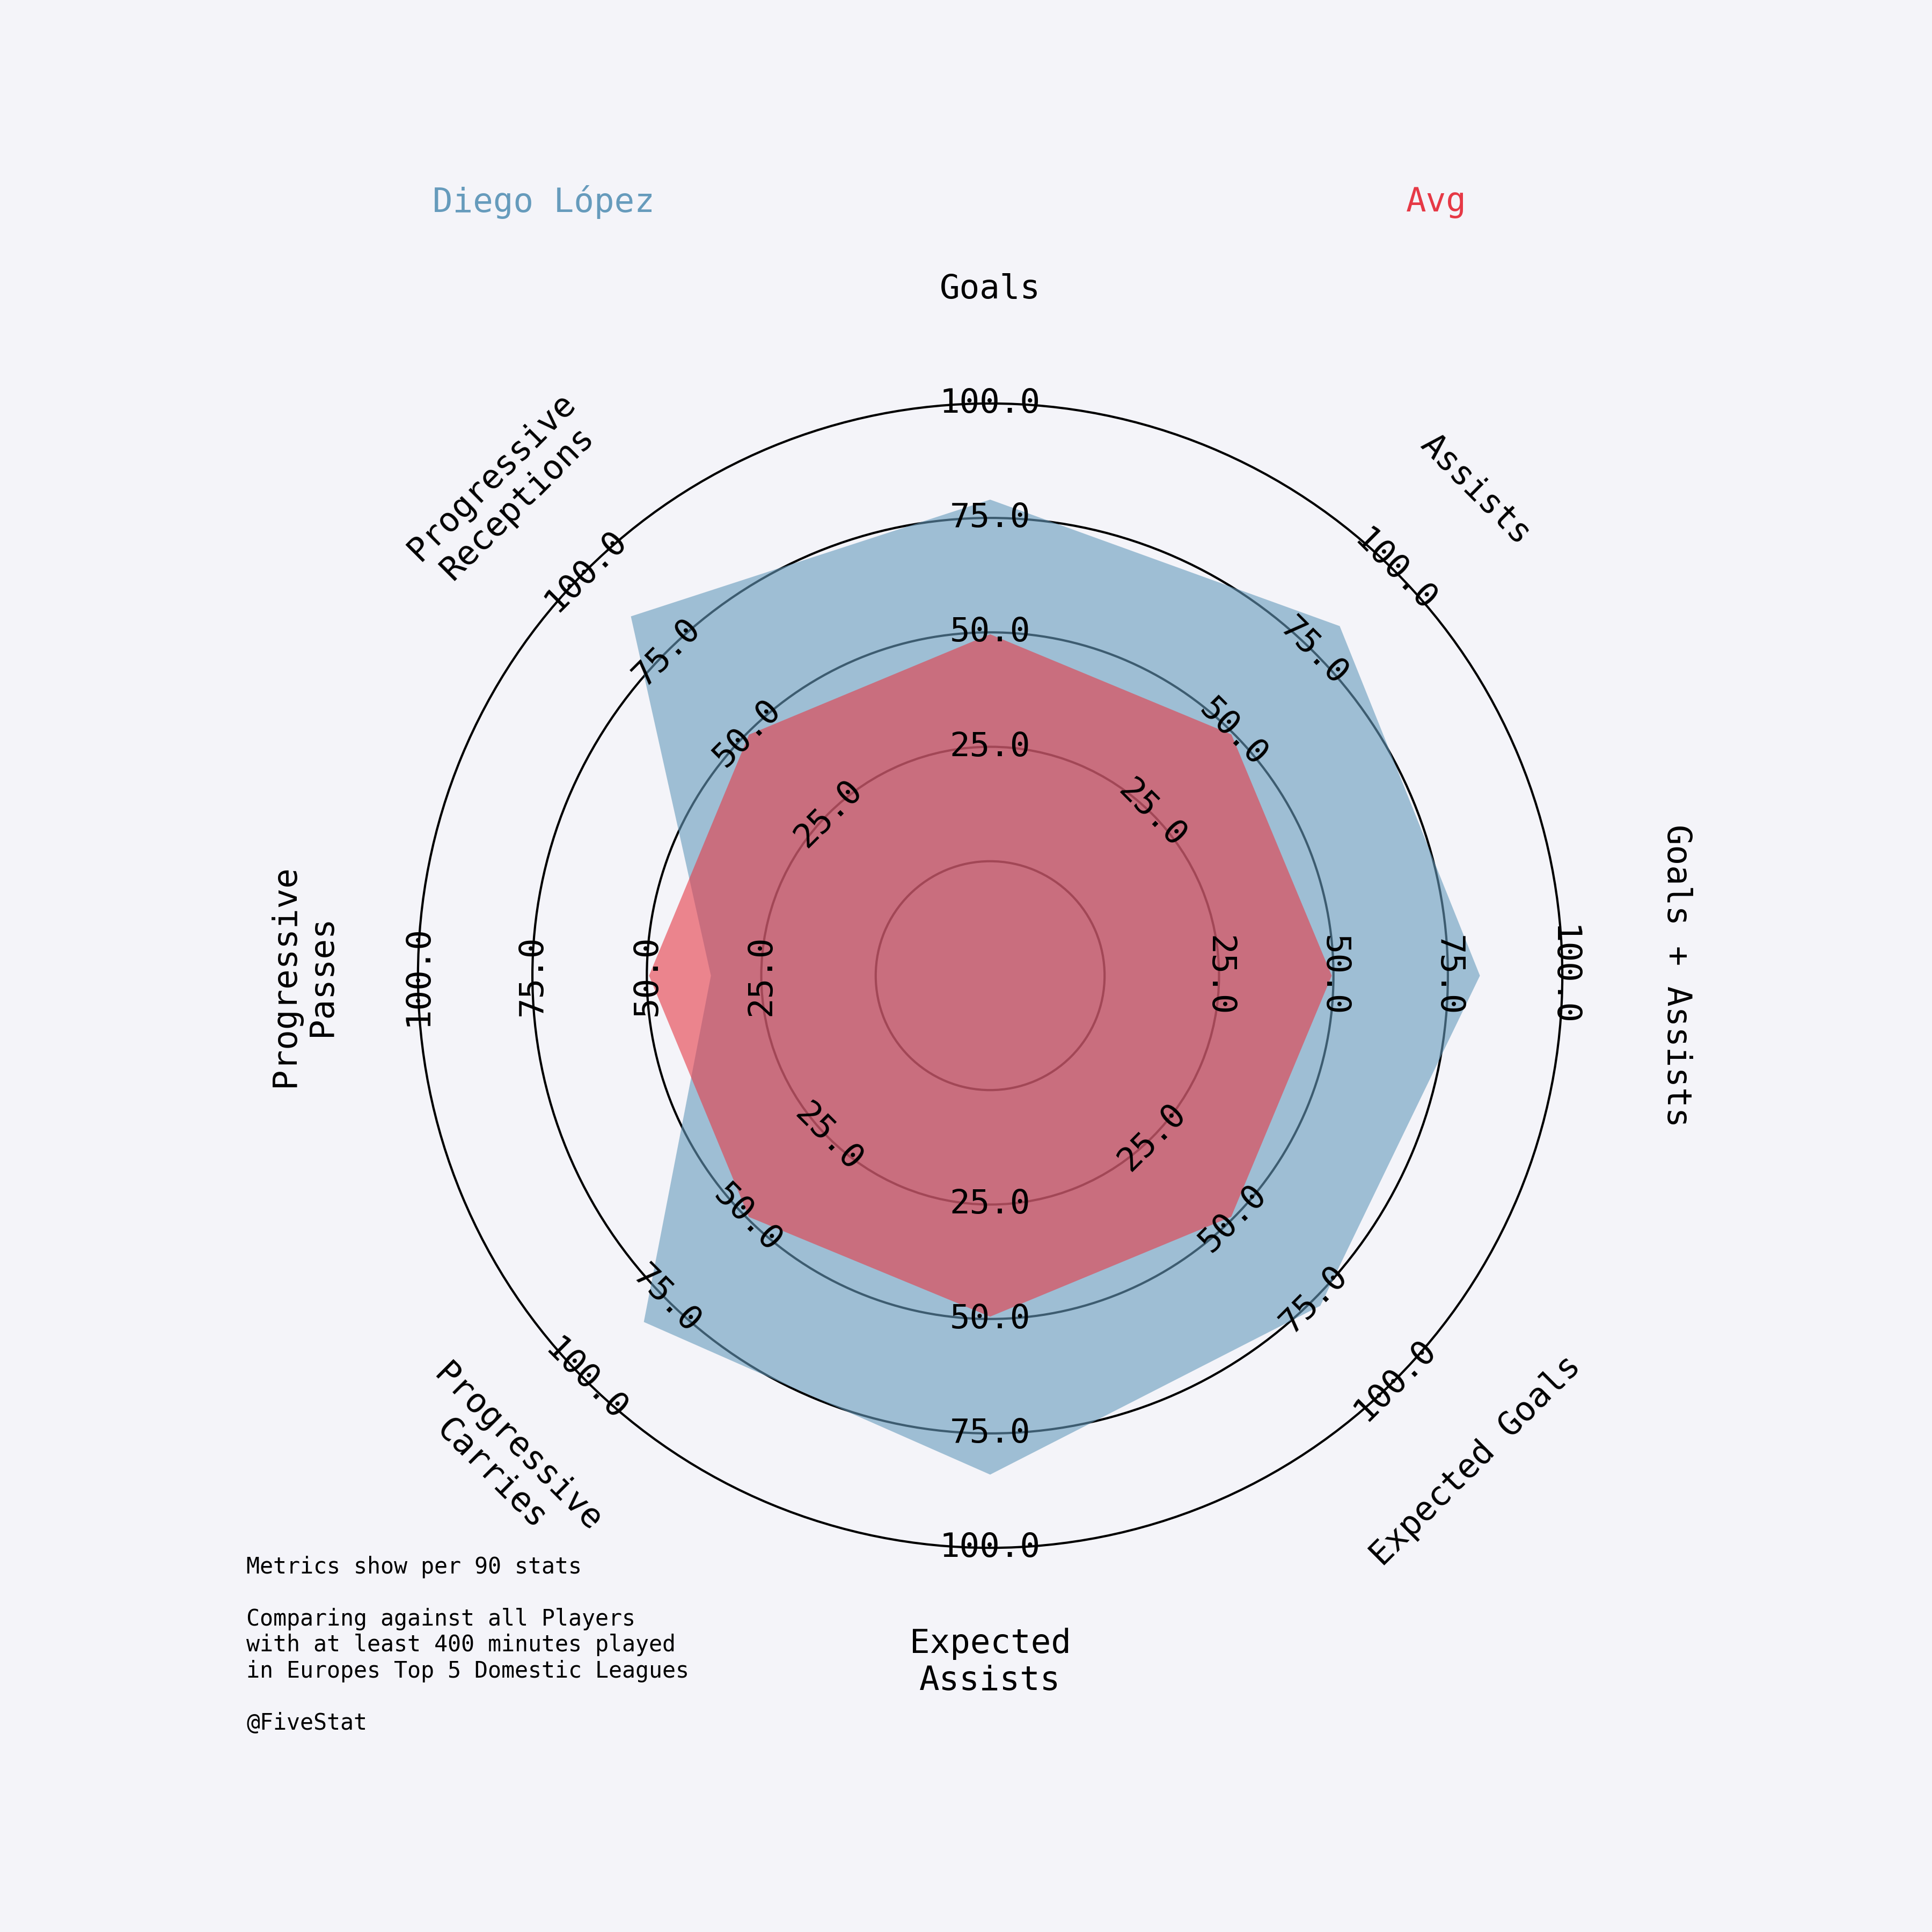 Diego López
Avg
Goals
Assists
Goals + Assists
Expected Goals
Expected
Assists
Progressive
Carries
Progressive
Passes
Progressive
Receptions
25.0
50.0
75.0
100.0
25.0
50.0
75.0
100.0
25.0
50.0
75.0
100.0
25.0
50.0
75.0
100.0
25.0
50.0
75.0
100.0
25.0
50.0
75.0
100.0
25.0
50.0
75.0
100.0
25.0
50.0
75.0
100.0
Metrics show per 90 stats
Comparing against all Players
with at least 400 minutes played
in Europes Top 5 Domestic Leagues
@FiveStat